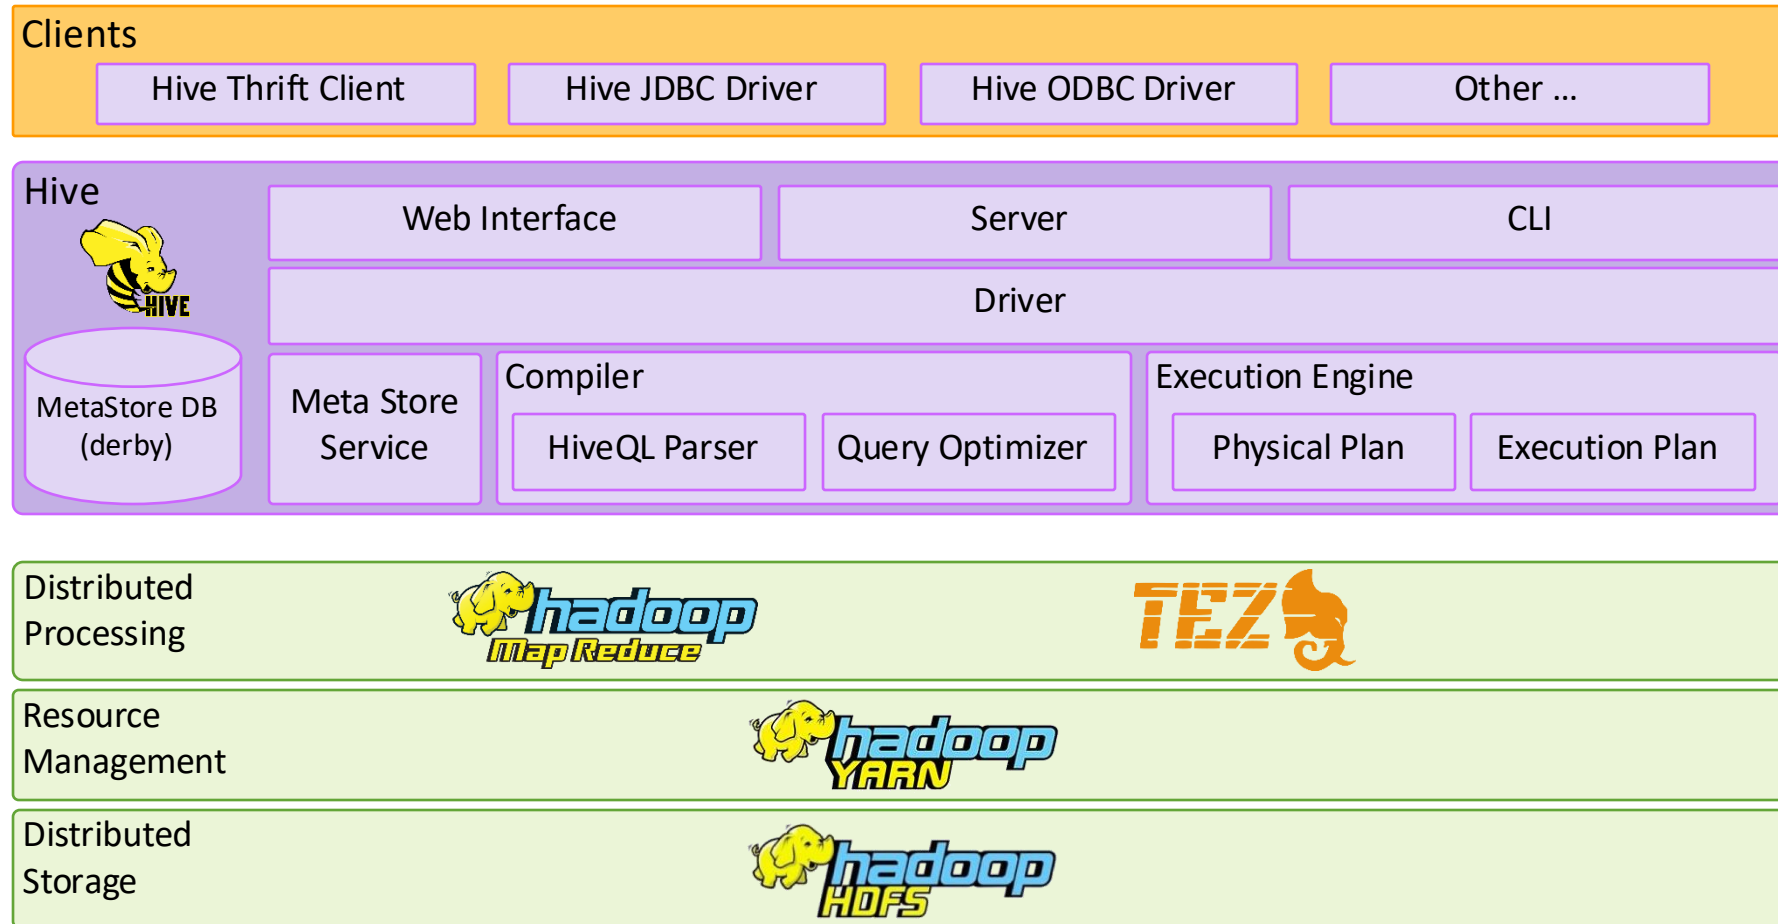 Clients
Hive Thrift Client
Hive JDBC Driver
Hive ODBC Driver
Other ...
Hive
HIVE
Web Interface
Server
CLI
Driver
MetaStore DB
(derby)
Meta Store
Service
Compiler
HiveQL Parser
Query Optimizer
Execution Engine
Physical Plan
Execution Plan
Distributed
Processing
hadoop
Map Reduce
TEZ
Resource
Management
hadoop
YARN
Distributed
Storage
hadoop
HDFS